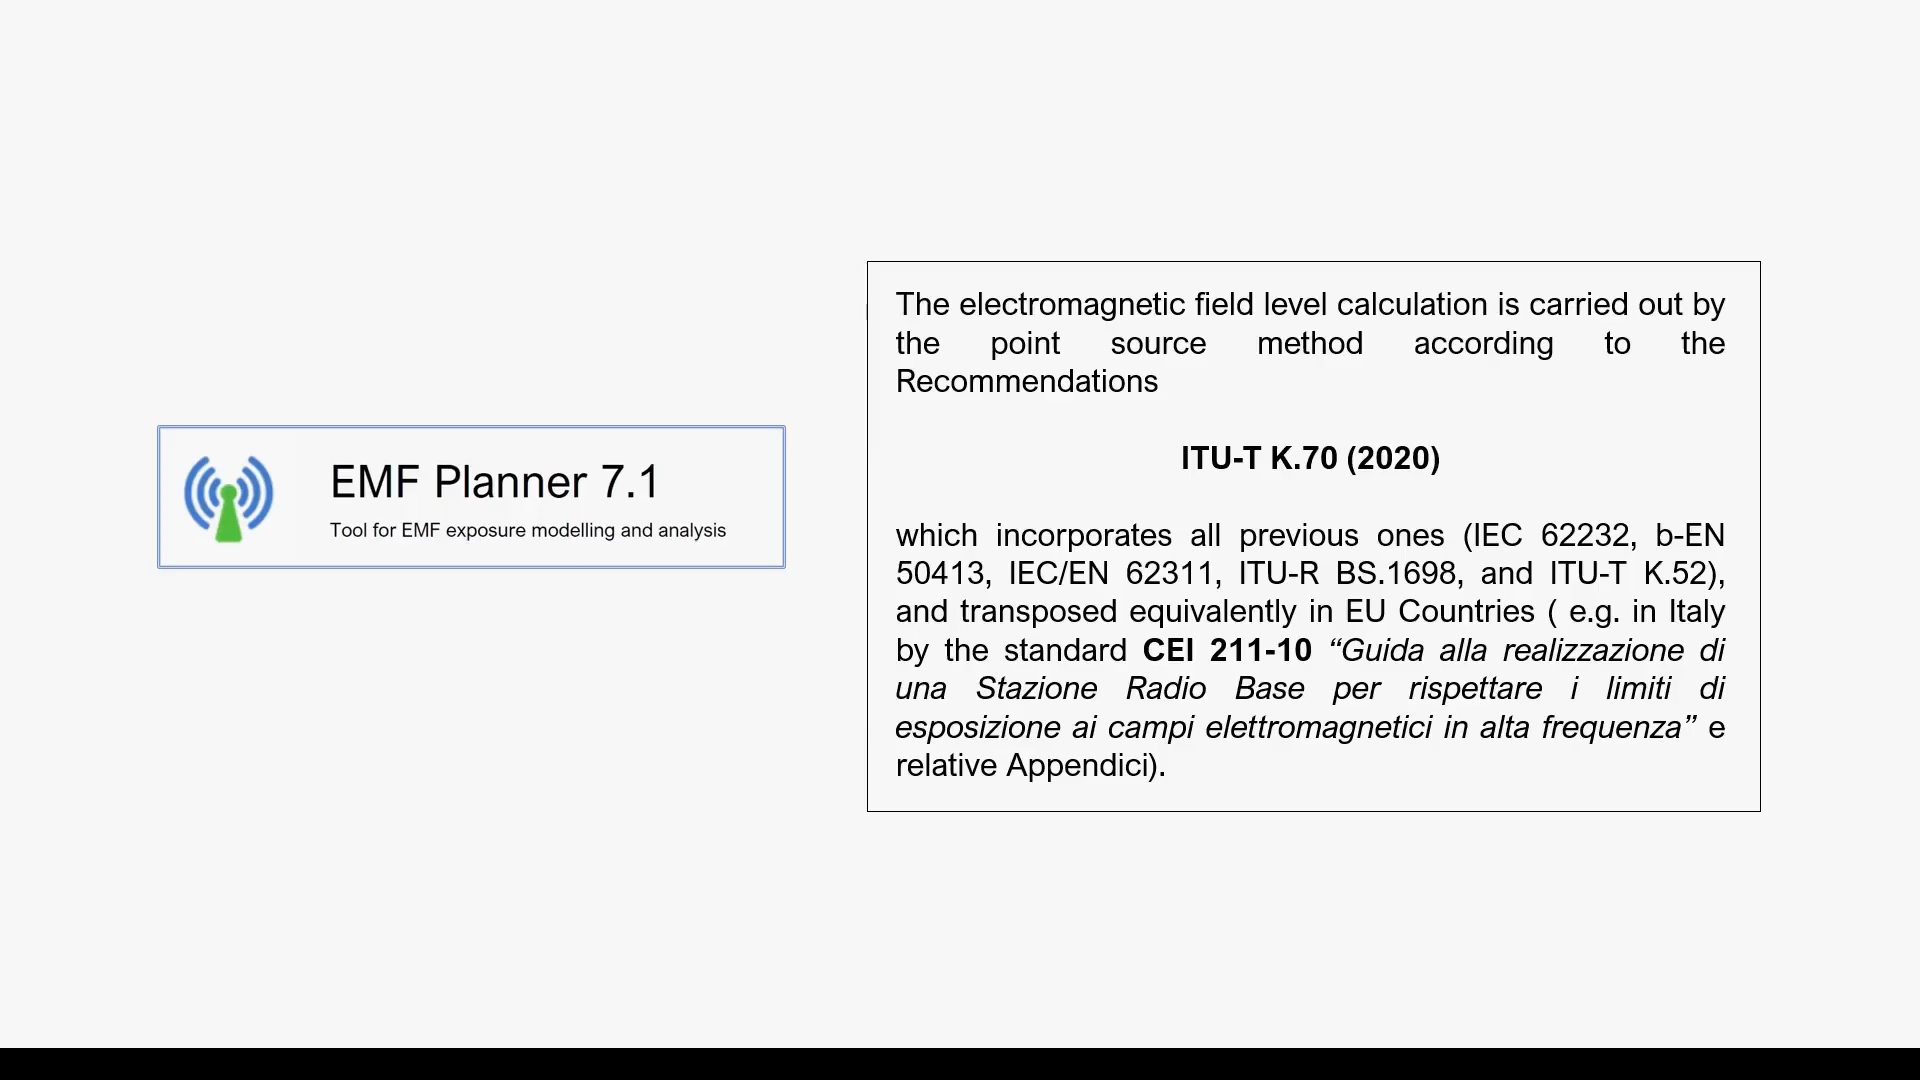 EMF Planner 7.1
Tool for EMF exposure modelling and analysis
The electromagnetic field level calculation is carried out by
the point source method according to the
Recommendations
ITU-T K.70 (2020)
which incorporates all previous ones (IEC 62232, b-EN
50413, IEC/EN 62311, ITU-R BS.1698, and ITU-T K.52),
and transposed equivalently in EU Countries ( e.g. in Italy
by the standard CEI 211-10 “Guida alla realizzazione di
una Stazione Radio Base per rispettare i limiti di
esposizione ai campi elettromagnetici in alta frequenza” e
relative Appendici).